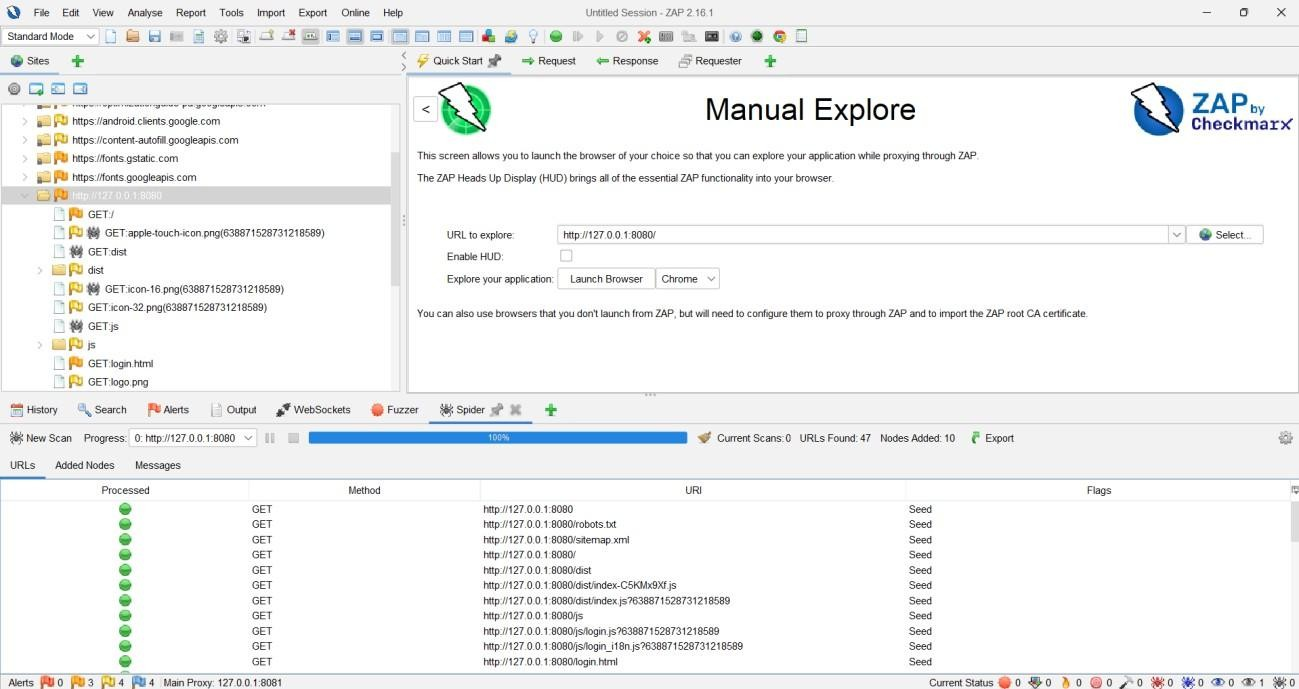 File Edit View Analyse Report Tools Import Export Online Help Untitled Session - ZAP 2.16.1
Standard Mode
Sites Quick Start Request Response Requester
< Manual Explore ZAP by Checkmarx
https://android.clients.google.com
https://content-autofill.googleapis.com
https://fonts.gstatic.com
https://fonts.googleapis.com
http://127.0.0.1:8080
GET:/
GET:apple-touch-icon.png(638871528731218589)
GET:dist
dist
GET:icon-16.png(638871528731218589)
GET:icon-32.png(638871528731218589)
GET:js
js
GET:login.html
GET:logo.png
This screen allows you to launch the browser of your choice so that you can explore your application while proxying through ZAP.
The ZAP Heads Up Display (HUD) brings all of the essential ZAP functionality into your browser.
URL to explore: http://127.0.0.1:8080/ Select...
Enable HUD:
Explore your application: Launch Browser Chrome
You can also use browsers that you don't launch from ZAP, but will need to configure them to proxy through ZAP and to import the ZAP root CA certificate.
History Search Alerts Output WebSockets Fuzzer Spider
New Scan Progress: 0: http://127.0.0.1:8080 100% Current Scans: 0 URLs Found: 47 Nodes Added: 10 Export
URLs Added Nodes Messages
Processed Method URI Flags
GET http://127.0.0.1:8080 Seed
GET http://127.0.0.1:8080/robots.txt Seed
GET http://127.0.0.1:8080/sitemap.xml Seed
GET http://127.0.0.1:8080/ Seed
GET http://127.0.0.1:8080/dist Seed
GET http://127.0.0.1:8080/dist/index-C5KMx9Xf.js Seed
GET http://127.0.0.1:8080/dist/index.js?638871528731218589 Seed
GET http://127.0.0.1:8080/js Seed
GET http://127.0.0.1:8080/js/login.js?638871528731218589 Seed
GET http://127.0.0.1:8080/js/login_i18n.js?638871528731218589 Seed
GET http://127.0.0.1:8080/login.html Seed
Alerts 0 3 4 4 Main Proxy: 127.0.0.1:8081 Current Status 0 0 0 0 0 0 0 0 1 0